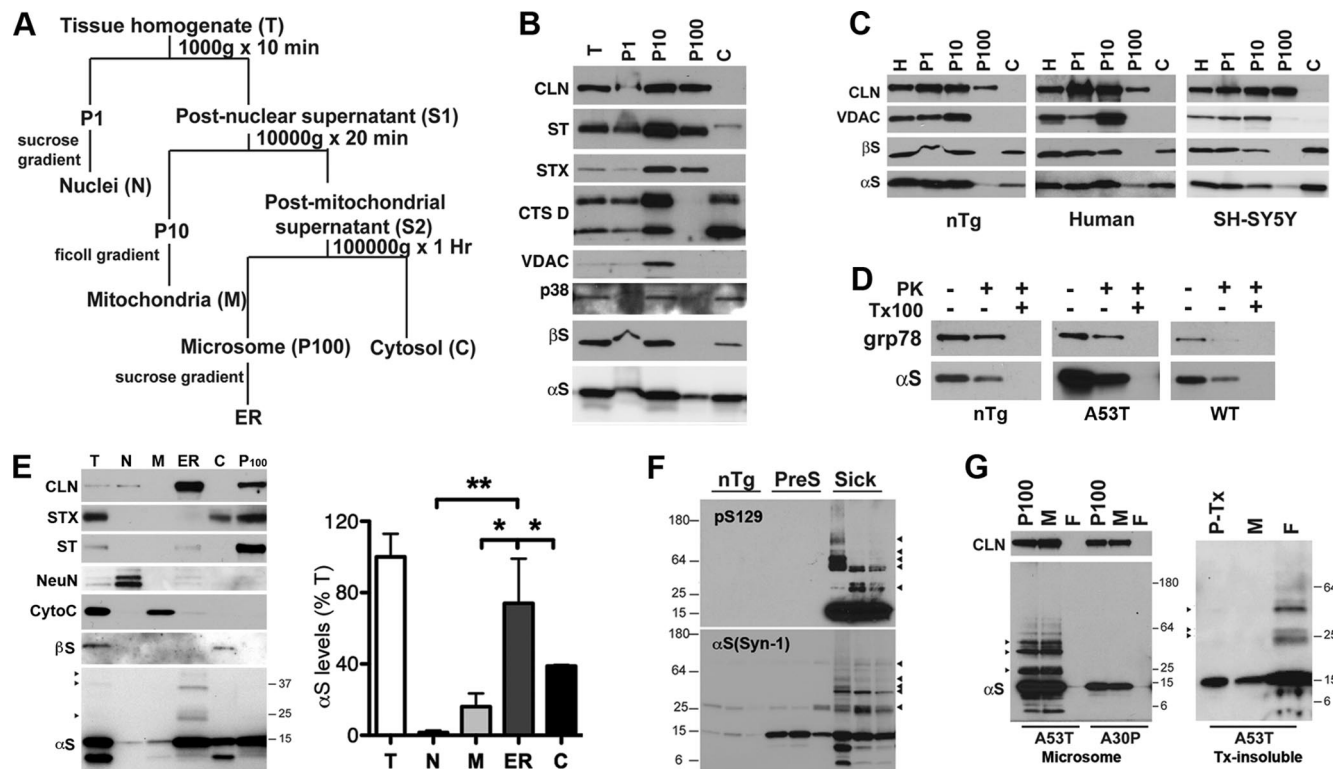 A
Tissue homogenate (T)
1000g x 10 min
P1
Post-nuclear supernatant (S1)
sucrose
gradient
10000g x 20 min
Nuclei (N)
Post-mitochondrial
supernatant (S2)
P10
100000g x 1 Hr
ficoll gradient
Mitochondria (M)
Microsome (P100)
Cytosol (C)
sucrose gradient
ER
B
T P1 P10 P100 C
CLN
ST
STX
CTS D
VDAC
p38
βS
αS
C
H P1 P10 P100 C H P1 P10 P100 C H P1 P10 P100 C
CLN
VDAC
βS
αS
nTg Human SH-SY5Y
D
PK - + + - + + - + +
Tx100 - - + - - + - - +
grp78
αS
nTg A53T WT
E
T N M ER C P100
CLN
STX
ST
NeuN
CytoC
βS
37
25
αS 15
** 
* *
αS levels (% T)
120
80
40
0
T N M ER C
F
nTg PreS Sick
pS129
180
64
25
15
αS(Syn-1)
180
64
25
15
6
G
P100 M F P100 M F
CLN
180
64
25
αS 15
6
A53T A30P
Microsome
P-Tx M F
64
25
15
6
A53T
Tx-insoluble